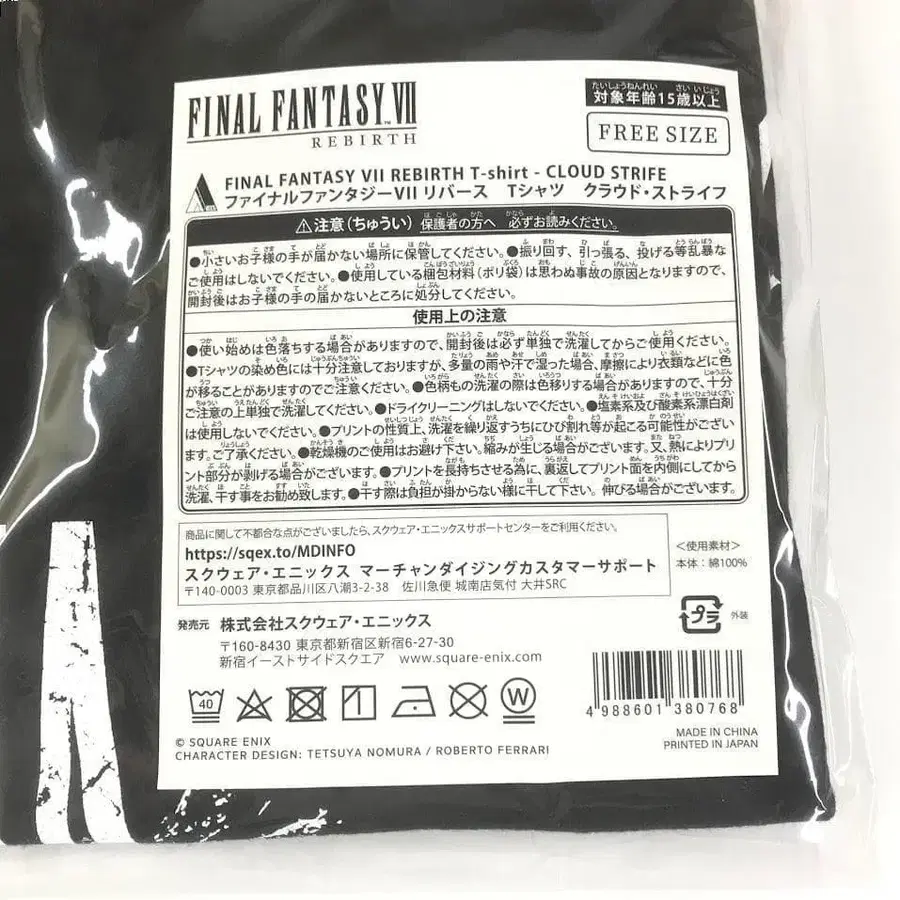 FINAL FANTASY VII
REBIRTH
対象年齢15歳以上
FREE SIZE
FINAL FANTASY VII REBIRTH T-shirt - CLOUD STRIFE
ファイナルファンタジーVII リバース Tシャツ クラウド・ストライフ
⚠注意(ちゅうい) 保護者の方へ 必ずお読みください。
●小さいお子様の手が届かない場所に保管してください。●振り回す、引っ張る、投げる等乱暴な
ご使用はしないでください。●使用している梱包材料(ポリ袋)は思わぬ事故の原因となりますので、
開封後はお子様の手の届かないところに処分してください。
使用上の注意
●使い始めは色落ちする場合がありますので、開封後は必ず単独で洗濯してからご使用ください。
●Tシャツの染め色には十分注意しておりますが、多量の雨や汗で湿った場合、摩擦により衣類などに色
が移ることがありますのでご注意ください。●色柄もの洗濯の際は色移りする場合がありますので、十分
ご注意の上単独で洗濯してください。●ドライクリーニングはしないでください。●塩素系及び酸素系漂白剤
は使用しないでください。●プリントの性質上、洗濯を繰り返すうちにひび割れ等が起こる可能性がございま
す。ご了承ください。●乾燥機のご使用はお避け下さい。縮みが生じる場合がございます。又、熱によりプリ
ント部分が剥げる場合がございます。●プリントを長持ちさせる為に、裏返してプリント面を内側にしてから
洗濯、干す事をお勧め致します。●干す際は負担が掛からない様に干して下さい。伸びる場合がございます。
商品に関して不都合な点がございましたら、スクウェア・エニックスサポートセンターをご利用ください。
https://sqex.to/MDINFO
スクウェア・エニックス マーチャンダイジングカスタマーサポート
〒140-0003 東京都品川区八潮3-2-38 佐川急便 城南店気付 大井SRC
<使用素材>
本体:綿100%
プラ 外装
発売元 株式会社スクウェア・エニックス
〒160-8430 東京都新宿区新宿6-27-30
新宿イーストサイドスクエア www.square-enix.com
40
W
4 988601 380768
© SQUARE ENIX
CHARACTER DESIGN: TETSUYA NOMURA / ROBERTO FERRARI
MADE IN CHINA
PRINTED IN JAPAN